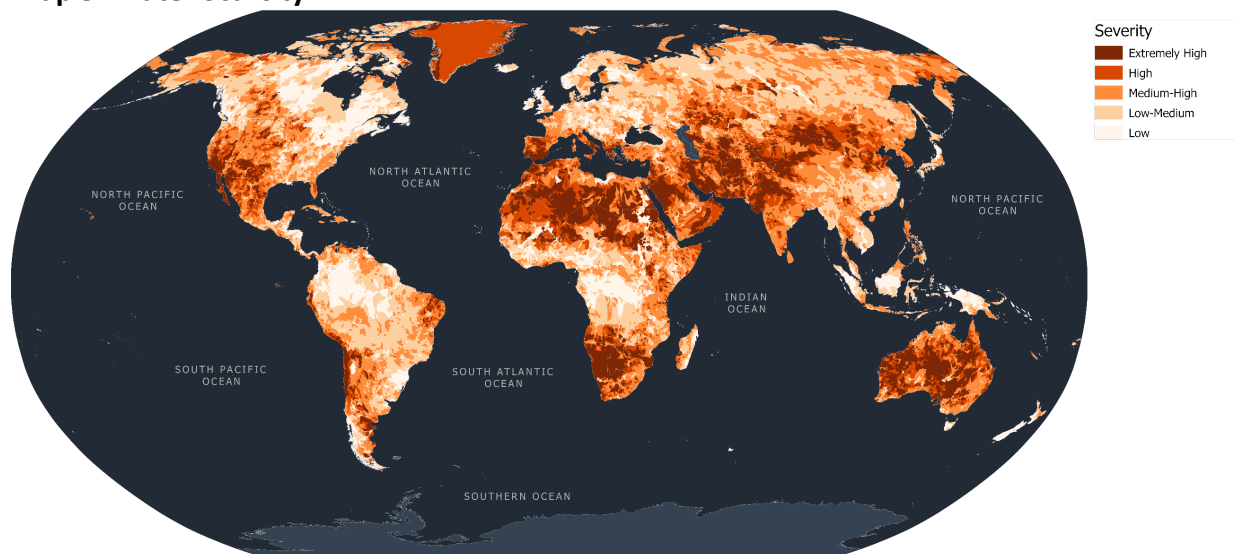 Severity
Extremely High
High
Medium-High
Low-Medium
Low
NORTH ATLANTIC
OCEAN
NORTH PACIFIC
OCEAN
NORTH PACIFIC
OCEAN
INDIAN
OCEAN
SOUTH PACIFIC
OCEAN
SOUTH ATLANTIC
OCEAN
SOUTHERN OCEAN